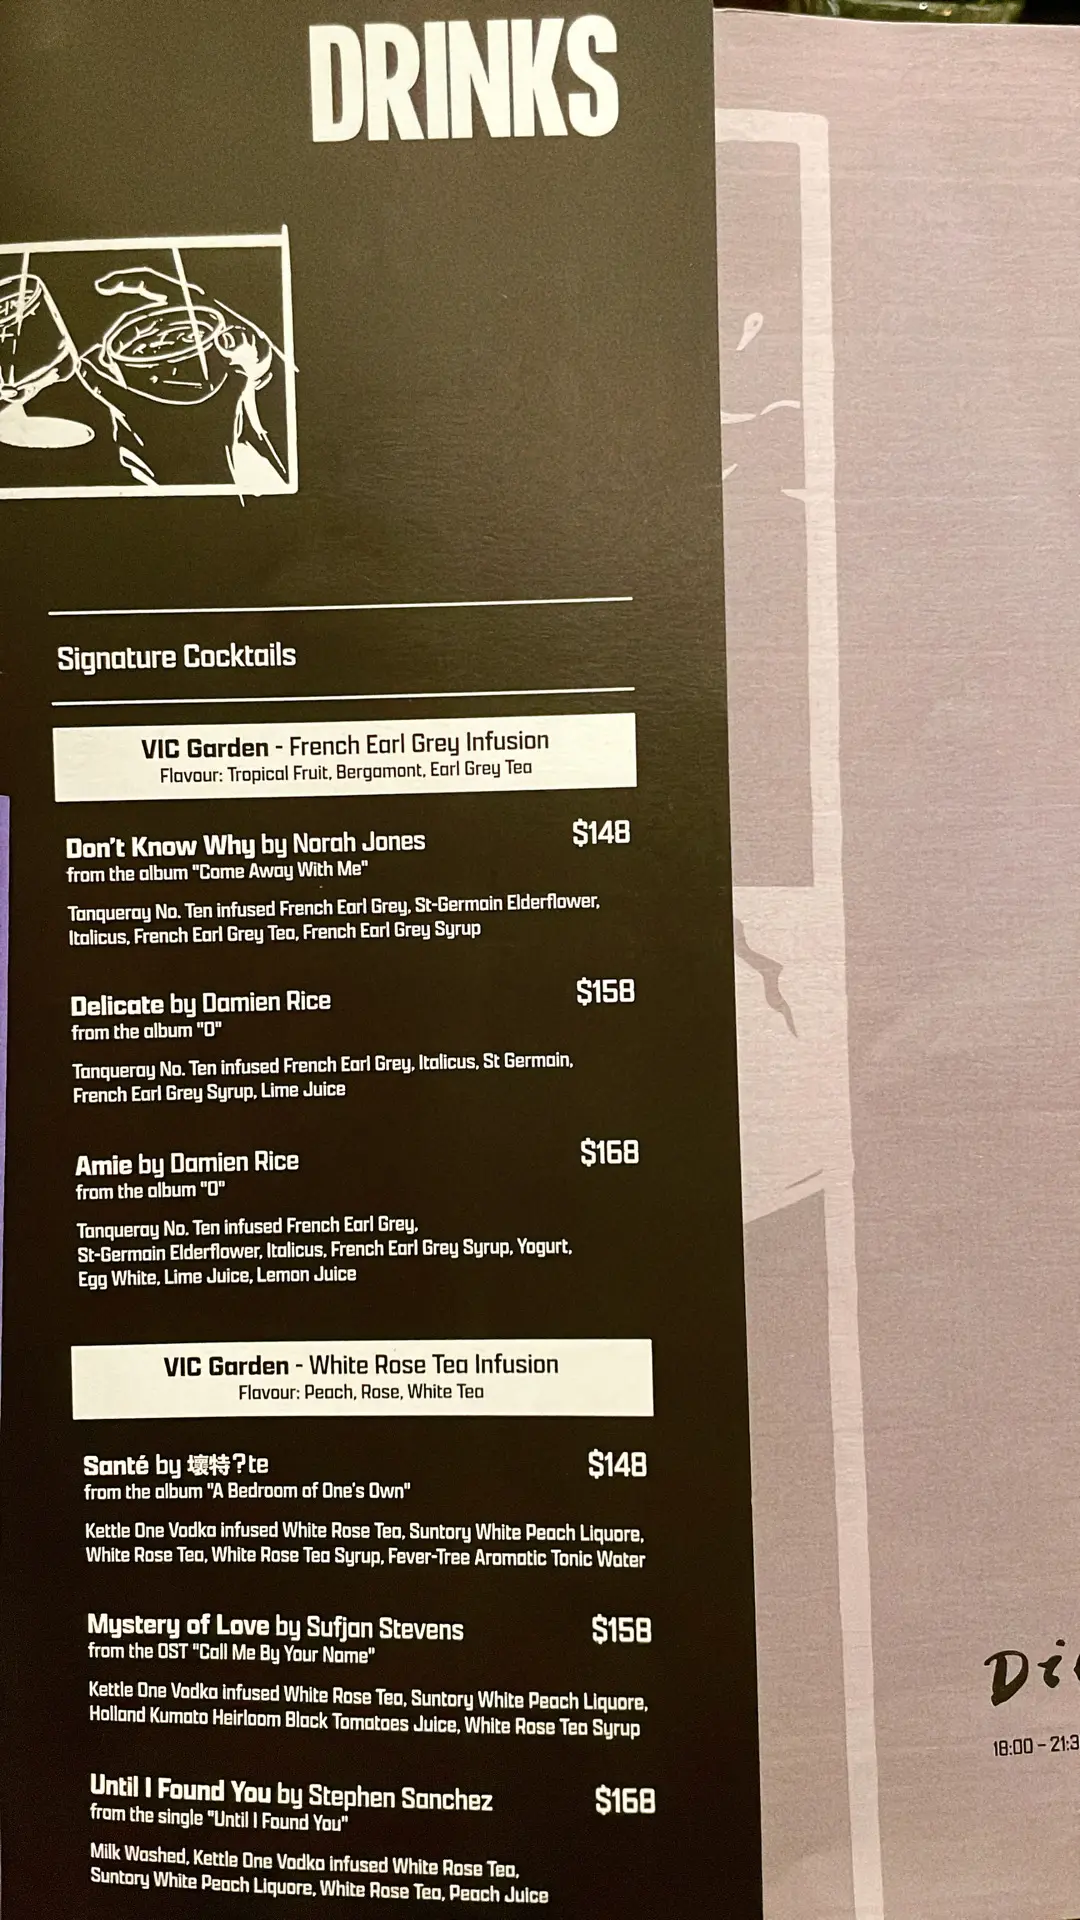 DRINKS
Signature Cocktails
VIC Garden - French Earl Grey Infusion
Flavour: Tropical Fruit, Bergamont, Earl Grey Tea
Don't Know Why by Norah Jones $148
from the album "Come Away With Me"
Tanqueray No. Ten infused French Earl Grey, St-Germain Elderflower,
Italicus, French Earl Grey Tea, French Earl Grey Syrup
Delicate by Damien Rice $158
from the album "O"
Tanqueray No. Ten infused French Earl Grey, Italicus, St Germain,
French Earl Grey Syrup, Lime Juice
Amie by Damien Rice $168
from the album "O"
Tanqueray No. Ten infused French Earl Grey,
St-Germain Elderflower, Italicus, French Earl Grey Syrup, Yogurt,
Egg White, Lime Juice, Lemon Juice
VIC Garden - White Rose Tea Infusion
Flavour: Peach, Rose, White Tea
Santé by 壞特?te $148
from the album "A Bedroom of One's Own"
Kettle One Vodka infused White Rose Tea, Suntory White Peach Liquore,
White Rose Tea, White Rose Tea Syrup, Fever-Tree Aromatic Tonic Water
Mystery of Love by Sufjan Stevens $158
from the OST "Call Me By Your Name"
Kettle One Vodka infused White Rose Tea, Suntory White Peach Liquore,
Holland Kumato Heirloom Black Tomatoes Juice, White Rose Tea Syrup
Until I Found You by Stephen Sanchez $168
from the single "Until I Found You"
Milk Washed, Kettle One Vodka infused White Rose Tea,
Suntory White Peach Liquore, White Rose Tea, Peach Juice
Di
18:00 - 21:3